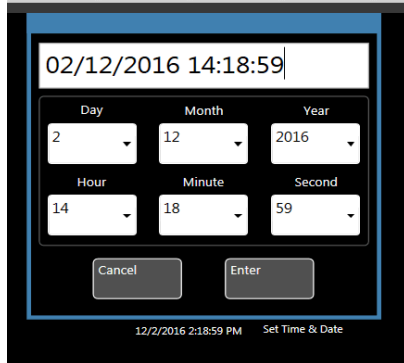 02/12/2016 14:18:59
Day Month Year
2 12 2016
Hour Minute Second
14 18 59
Cancel Enter
12/2/2016 2:18:59 PM Set Time & Date